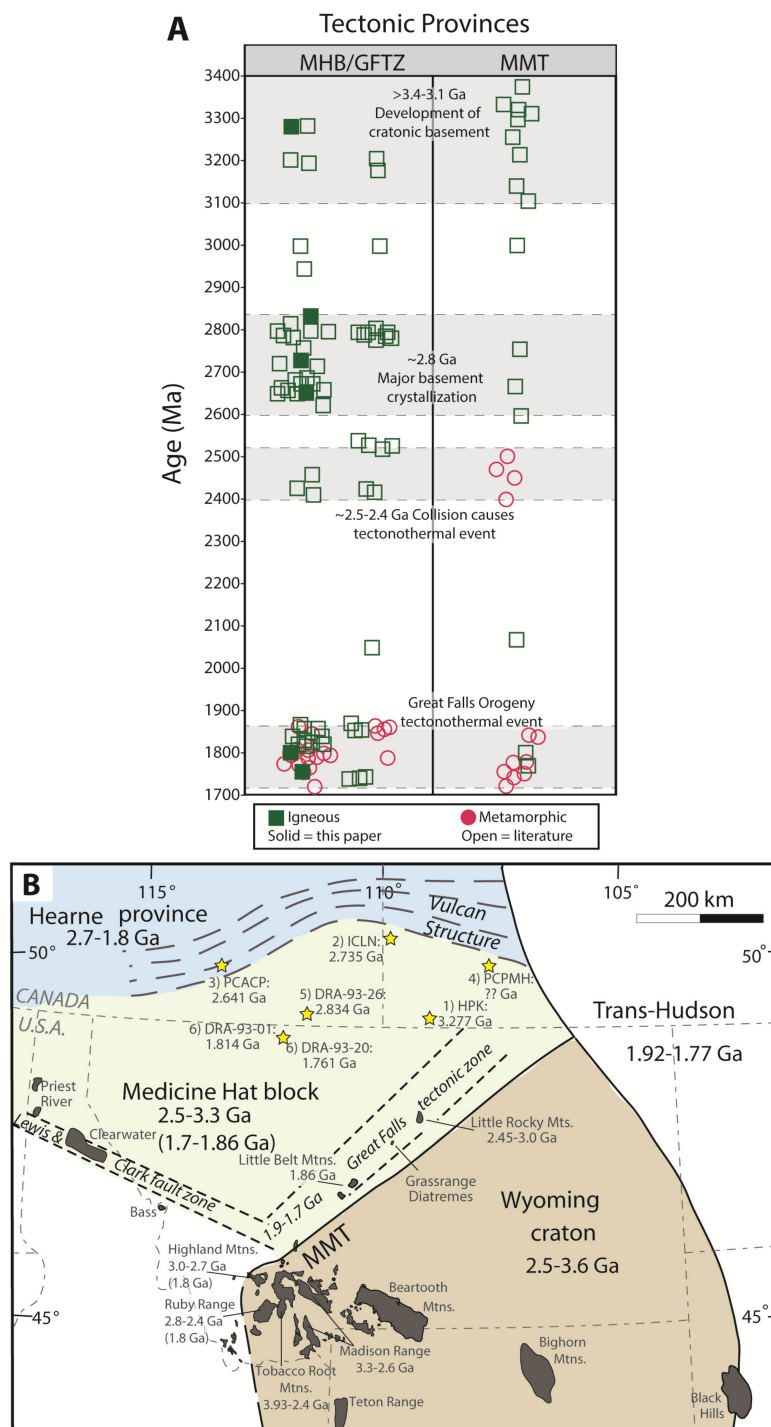 Tectonic Provinces
A
MHB/GFTZ
MMT
Age (Ma)
3400
3300
3200
3100
3000
2900
2800
2700
2600
2500
2400
2300
2200
2100
2000
1900
1800
1700
>3.4-3.1 Ga
Development of
cratonic basement
~2.8 Ga
Major basement
crystallization
~2.5-2.4 Ga Collision causes
tectonothermal event
Great Falls Orogeny
tectonothermal event
Igneous
Solid = this paper
Metamorphic
Open = literature
B
115°
110°
105°
200 km
Hearne province
2.7-1.8 Ga
Vulcan
Structure
50°
50°
2) ICLN:
2.735 Ga
3) PCACP:
2.641 Ga
4) PCPMH:
?? Ga
CANADA
U.S.A.
5) DRA-93-26:
2.834 Ga
1) HPK:
3.277 Ga
6) DRA-93-01:
1.814 Ga
6) DRA-93-20:
1.761 Ga
Trans-Hudson
1.92-1.77 Ga
Priest
River
Medicine Hat block
2.5-3.3 Ga
(1.7-1.86 Ga)
Clearwater
Lewis &
Clark fault zone
Great Falls tectonic zone
1.9-1.7 Ga
Little Rocky Mts.
2.45-3.0 Ga
Little Belt Mtns.
1.86 Ga
Grassrange
Diatremes
Bass
MMT
Wyoming
craton
2.5-3.6 Ga
Highland Mtns.
3.0-2.7 Ga
(1.8 Ga)
Beartooth
Mtns.
45°
45°
Ruby Range
2.8-2.4 Ga
(1.8 Ga)
Madison Range
3.3-2.6 Ga
Bighorn
Mtns.
Tobacco Root
Mtns.
3.93-2.4 Ga
Teton Range
Black
Hills